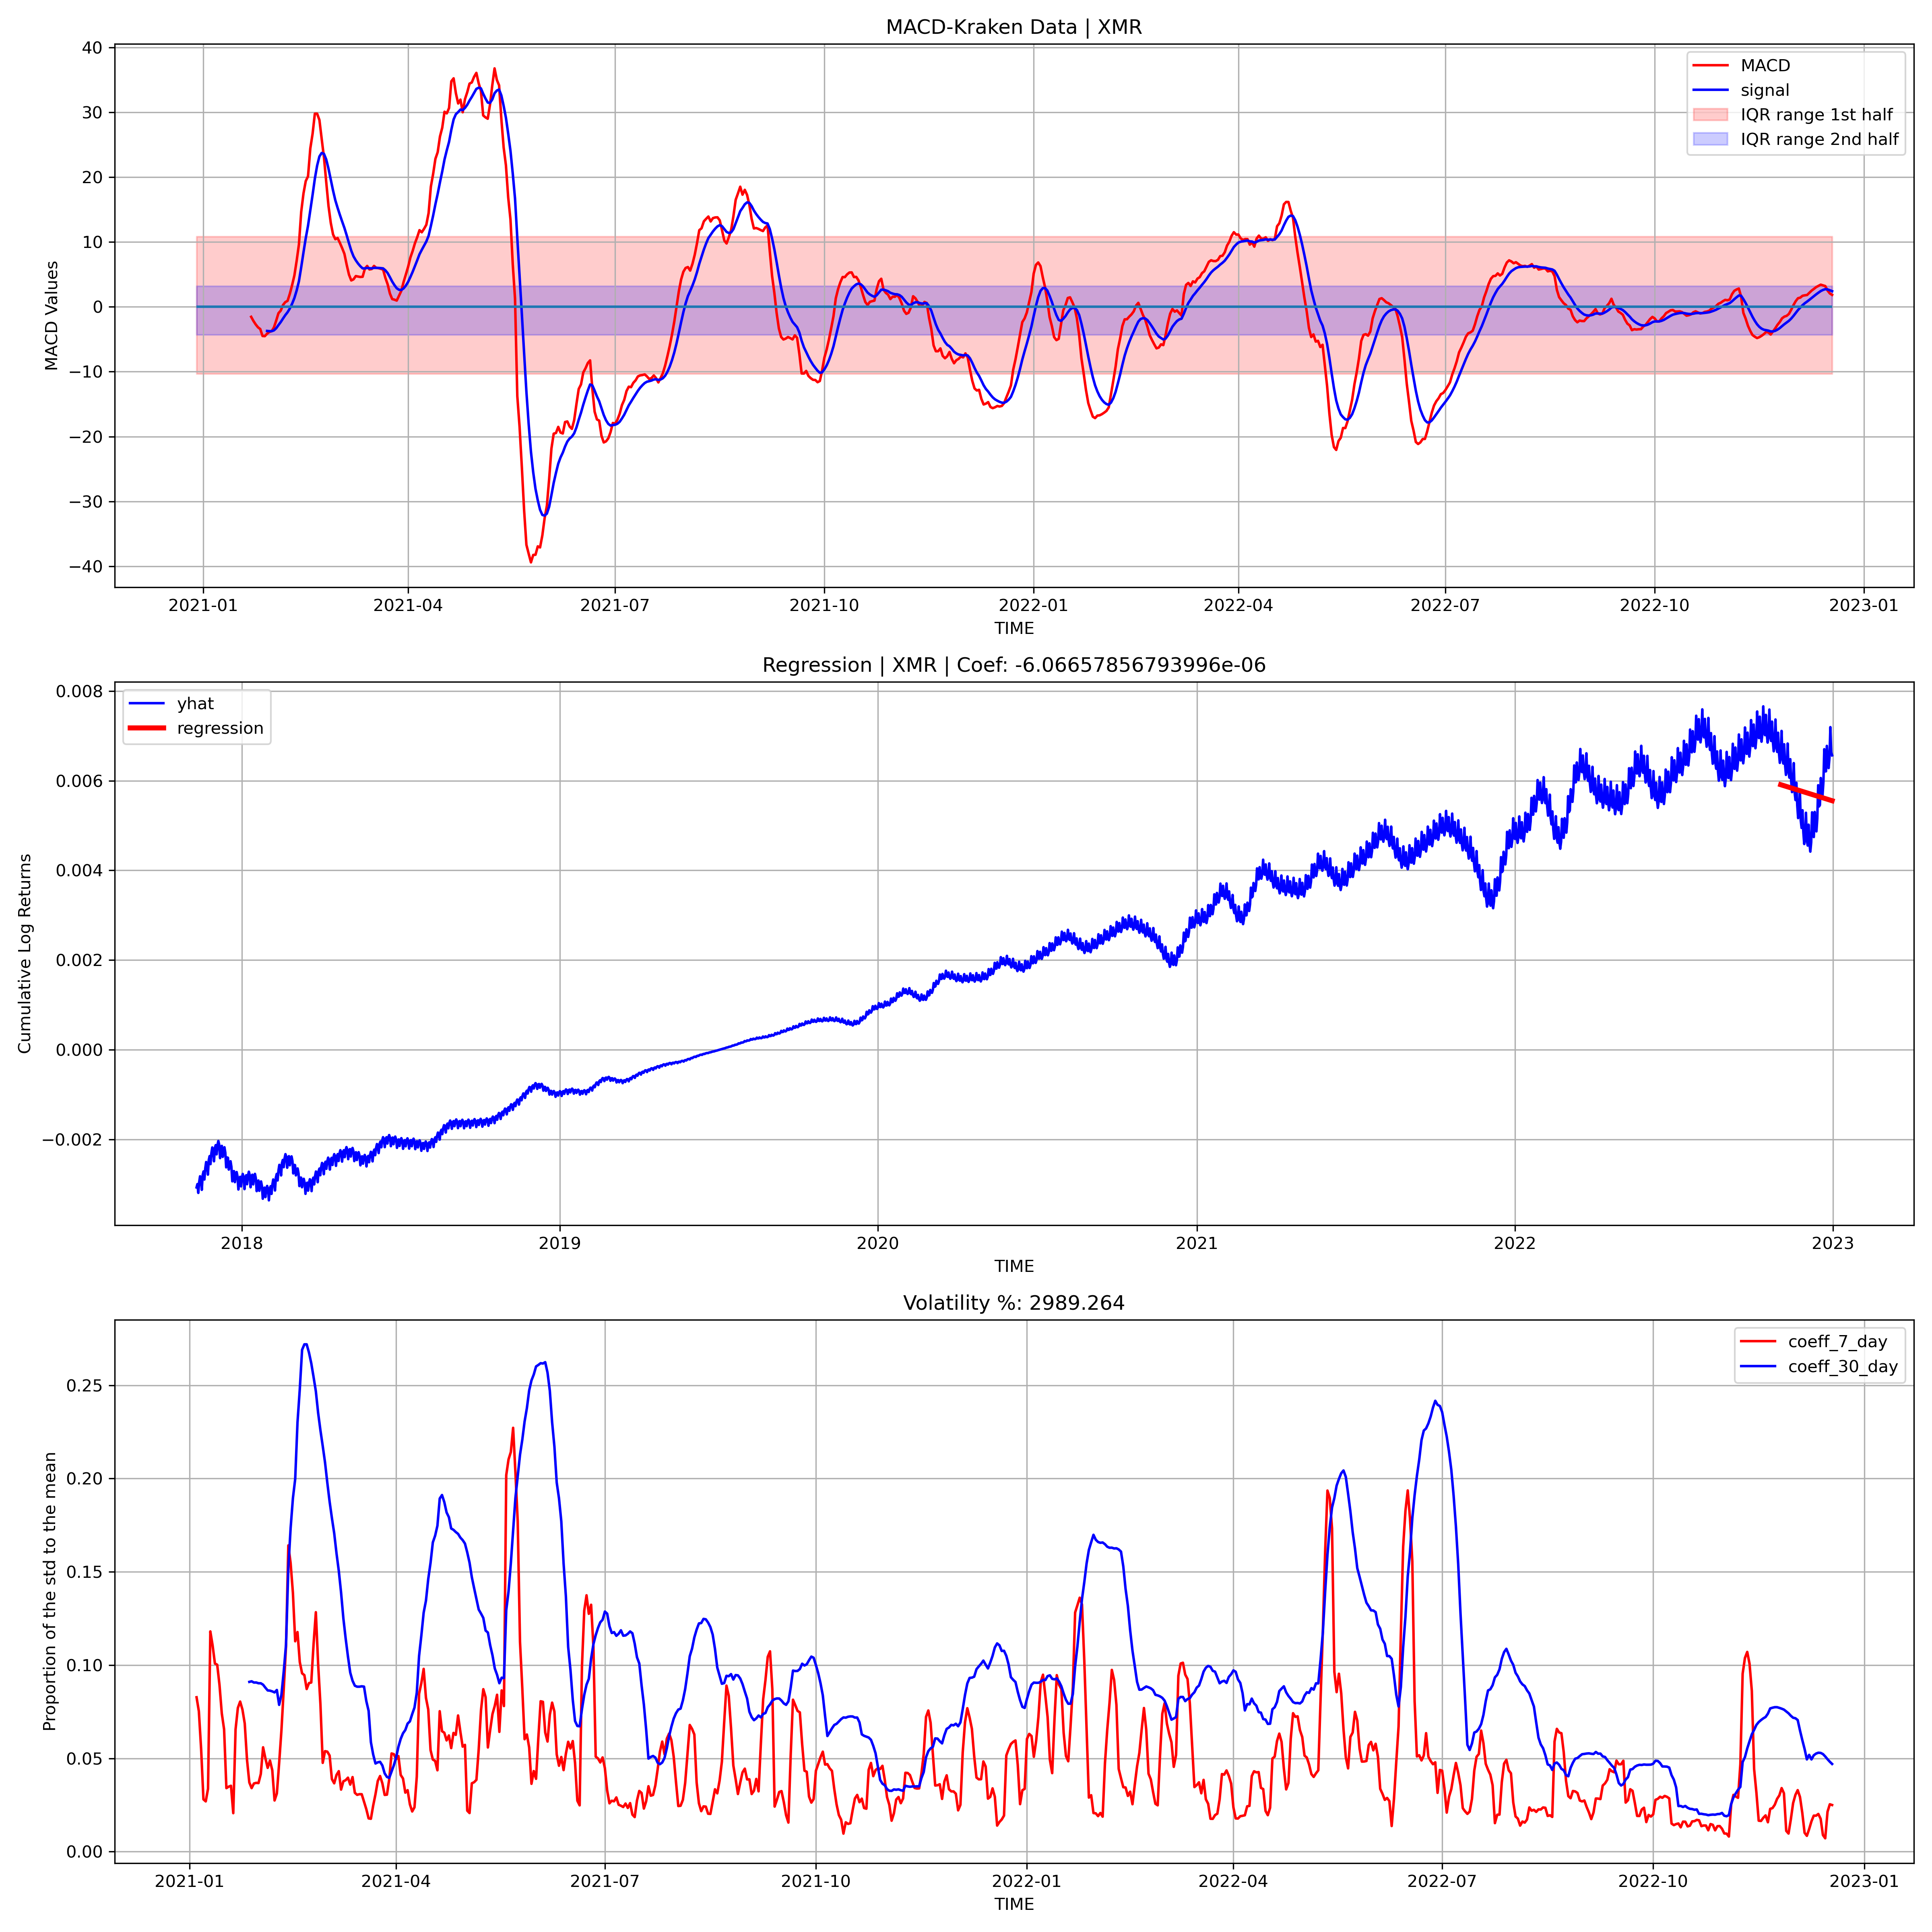 MACD-Kraken Data | XMR
MACD Values
40
30
20
10
0
−10
−20
−30
−40
MACD
signal
IQR range 1st half
IQR range 2nd half
2021-01 2021-04 2021-07 2021-10 2022-01 2022-04 2022-07 2022-10 2023-01
TIME
Regression | XMR | Coef: -6.06657856793996e-06
Cumulative Log Returns
0.008
0.006
0.004
0.002
0.000
−0.002
yhat
regression
2018 2019 2020 2021 2022 2023
TIME
Volatility %: 2989.264
Proportion of the std to the mean
0.25
0.20
0.15
0.10
0.05
0.00
coeff_7_day
coeff_30_day
2021-01 2021-04 2021-07 2021-10 2022-01 2022-04 2022-07 2022-10 2023-01
TIME